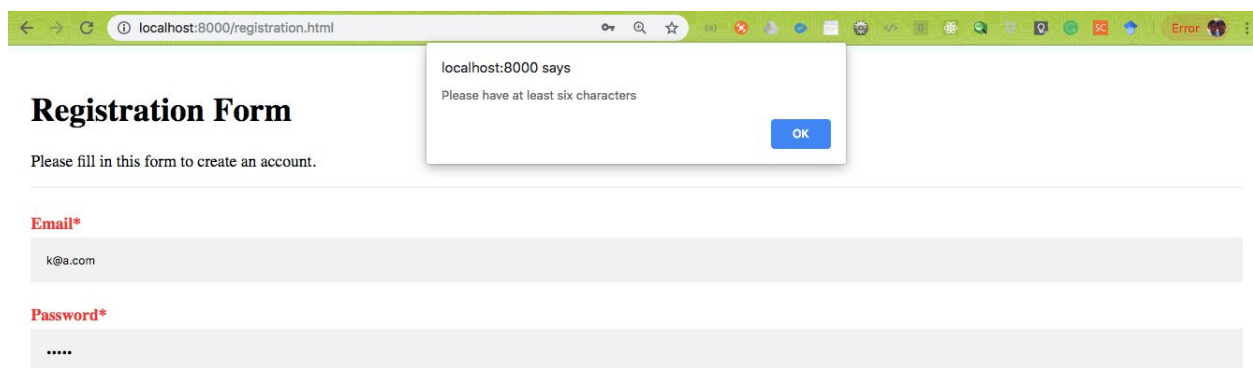 localhost:8000/registration.html
Error
localhost:8000 says
Please have at least six characters
OK
Registration Form
Please fill in this form to create an account.
Email*
k@a.com
Password*
•••••